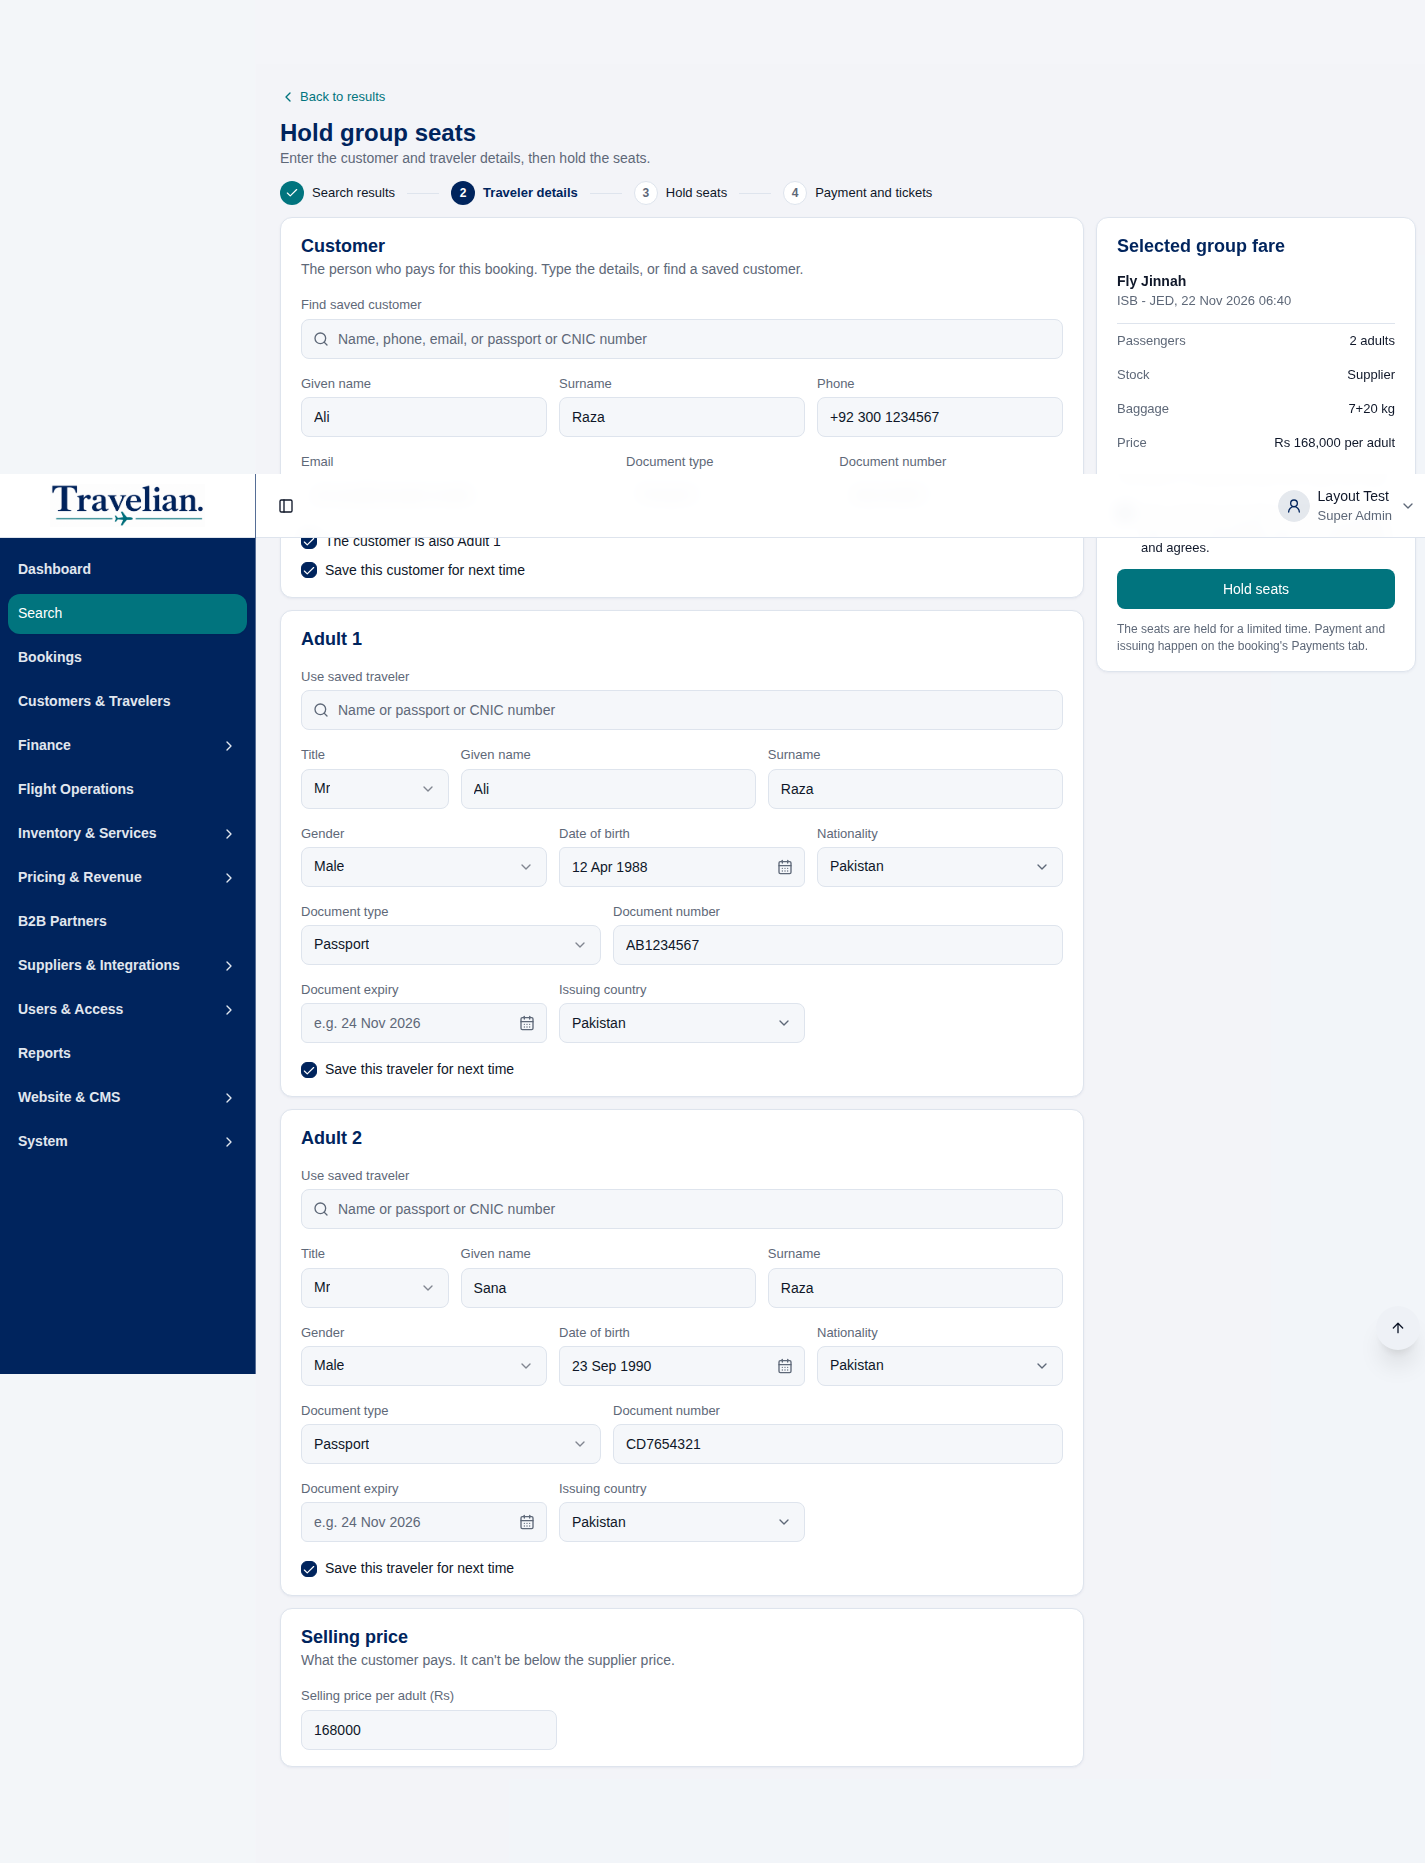 Back to results
Hold group seats
Enter the customer and traveler details, then hold the seats.
Search results
2 Traveler details
3 Hold seats
4 Payment and tickets
Customer
The person who pays for this booking. Type the details, or find a saved customer.
Find saved customer
Name, phone, email, or passport or CNIC number
Given name Surname Phone
Ali Raza +92 300 1234567
Email Document type Document number
The customer is also Adult 1
Save this customer for next time
Selected group fare
Fly Jinnah
ISB - JED, 22 Nov 2026 06:40
Passengers 2 adults
Stock Supplier
Baggage 7+20 kg
Price Rs 168,000 per adult
and agrees.
Hold seats
The seats are held for a limited time. Payment and
issuing happen on the booking's Payments tab.
Travelian.
Layout Test
Super Admin
Dashboard
Search
Bookings
Customers & Travelers
Finance
Flight Operations
Inventory & Services
Pricing & Revenue
B2B Partners
Suppliers & Integrations
Users & Access
Reports
Website & CMS
System
Adult 1
Use saved traveler
Name or passport or CNIC number
Title Given name Surname
Mr Ali Raza
Gender Date of birth Nationality
Male 12 Apr 1988 Pakistan
Document type Document number
Passport AB1234567
Document expiry Issuing country
e.g. 24 Nov 2026 Pakistan
Save this traveler for next time
Adult 2
Use saved traveler
Name or passport or CNIC number
Title Given name Surname
Mr Sana Raza
Gender Date of birth Nationality
Male 23 Sep 1990 Pakistan
Document type Document number
Passport CD7654321
Document expiry Issuing country
e.g. 24 Nov 2026 Pakistan
Save this traveler for next time
Selling price
What the customer pays. It can't be below the supplier price.
Selling price per adult (Rs)
168000